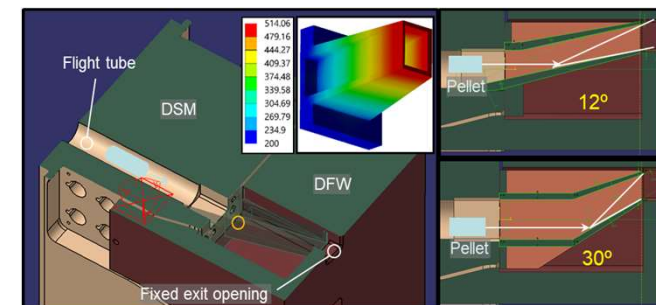 Flight tube
DSM
DFW
Fixed exit opening
514.06
479.16
444.27
409.37
374.48
339.58
304.69
269.79
234.9
200
Pellet
12º
Pellet
30º